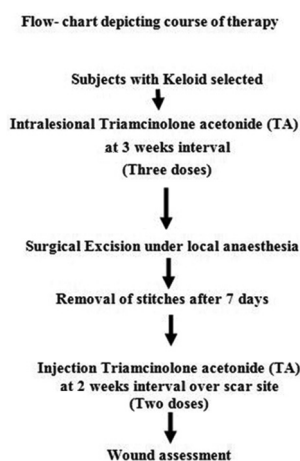 Flow- chart depicting course of therapy
Subjects with Keloid selected
Intralesional Triamcinolone acetonide (TA)
at 3 weeks interval
(Three doses)
Surgical Excision under local anaesthesia
Removal of stitches after 7 days
Injection Triamcinolone acetonide (TA)
at 2 weeks interval over scar site
(Two doses)
Wound assessment